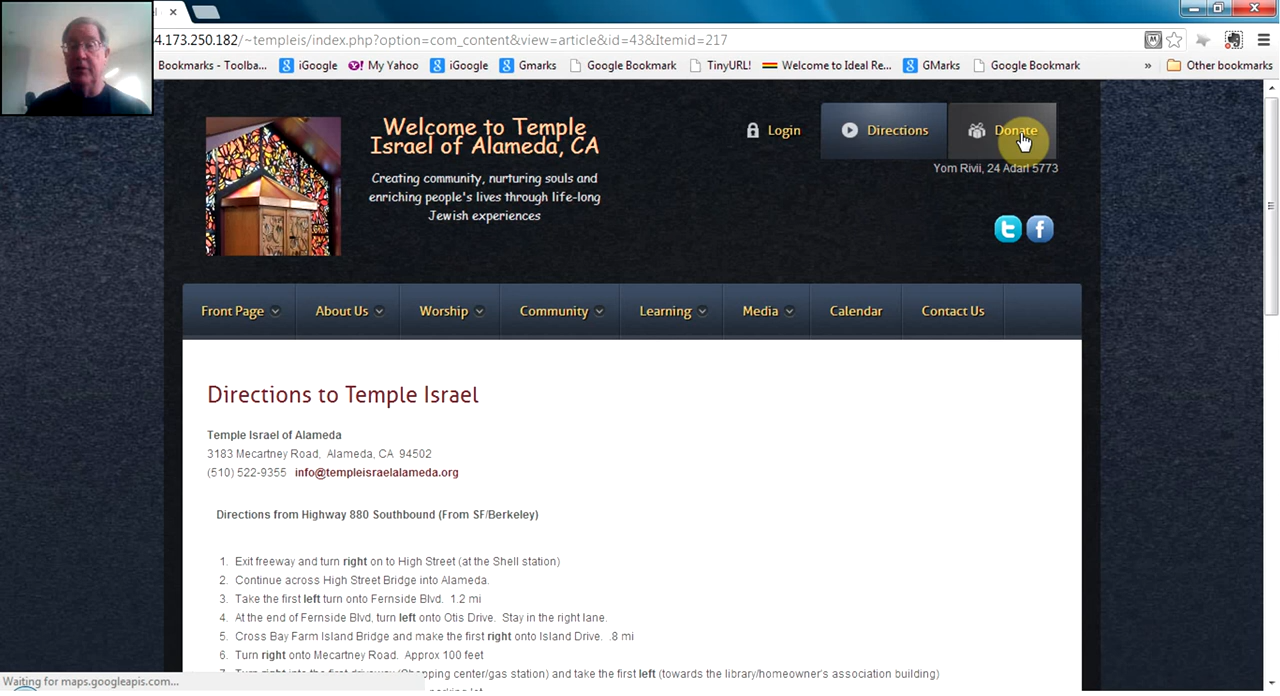 4.173.250.182/~templeis/index.php?option=com_content&view=article&id=43&Itemid=217
Bookmarks - Toolba... iGoogle My Yahoo iGoogle Gmarks Google Bookmark TinyURL! Welcome to Ideal Re... GMarks Google Bookmark » Other bookmarks
Welcome to Temple
Israel of Alameda, CA
Creating community, nurturing souls and
enriching people's lives through life-long
Jewish experiences
Login Directions Donate
Yom Rivii, 24 Adarl 5773
Front Page About Us Worship Community Learning Media Calendar Contact Us
Directions to Temple Israel
Temple Israel of Alameda
3183 Mecartney Road, Alameda, CA 94502
(510) 522-9355 info@templeisraelalameda.org
Directions from Highway 880 Southbound (From SF/Berkeley)
1. Exit freeway and turn right on to High Street (at the Shell station)
2. Continue across High Street Bridge into Alameda.
3. Take the first left turn onto Fernside Blvd. 1.2 mi
4. At the end of Fernside Blvd, turn left onto Otis Drive. Stay in the right lane.
5. Cross Bay Farm Island Bridge and make the first right onto Island Drive. .8 mi
6. Turn right onto Mecartney Road. Approx 100 feet
7. Turn right into the first driveway (Shopping center/gas station) and take the first left (towards the library/homeowner's association building)
parking lot
Waiting for maps.googleapis.com...